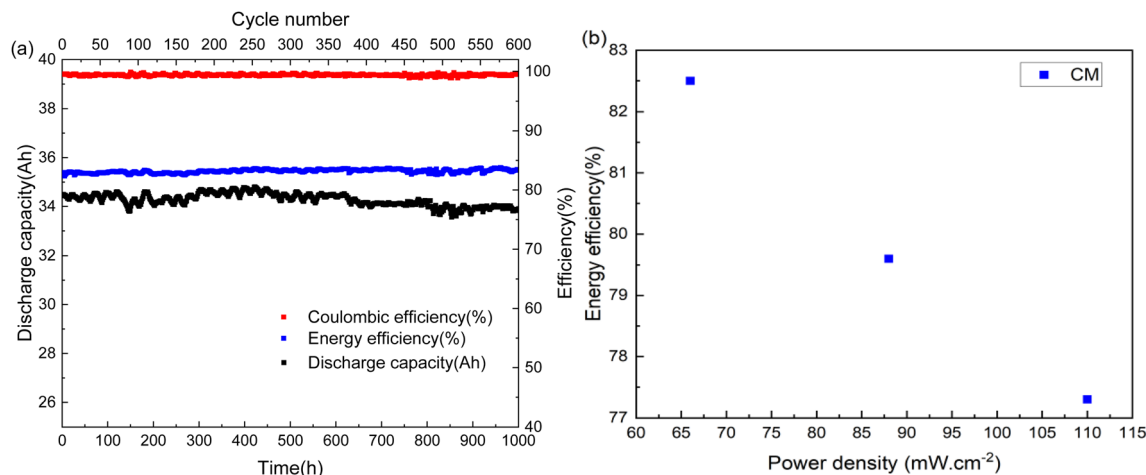 Cycle number
(a)
0 50 100 150 200 250 300 350 400 450 500 550 600
40
38
36
34
32
30
28
26
Discharge capacity(Ah)
100
90
80
70
60
50
40
Efficiency(%)
Coulombic efficiency(%)
Energy efficiency(%)
Discharge capacity(Ah)
0 100 200 300 400 500 600 700 800 900 1000
Time(h)
(b)
83
82
81
80
79
78
77
Energy efficiency(%)
CM
60 65 70 75 80 85 90 95 100 105 110 115
Power density (mW.cm⁻²)